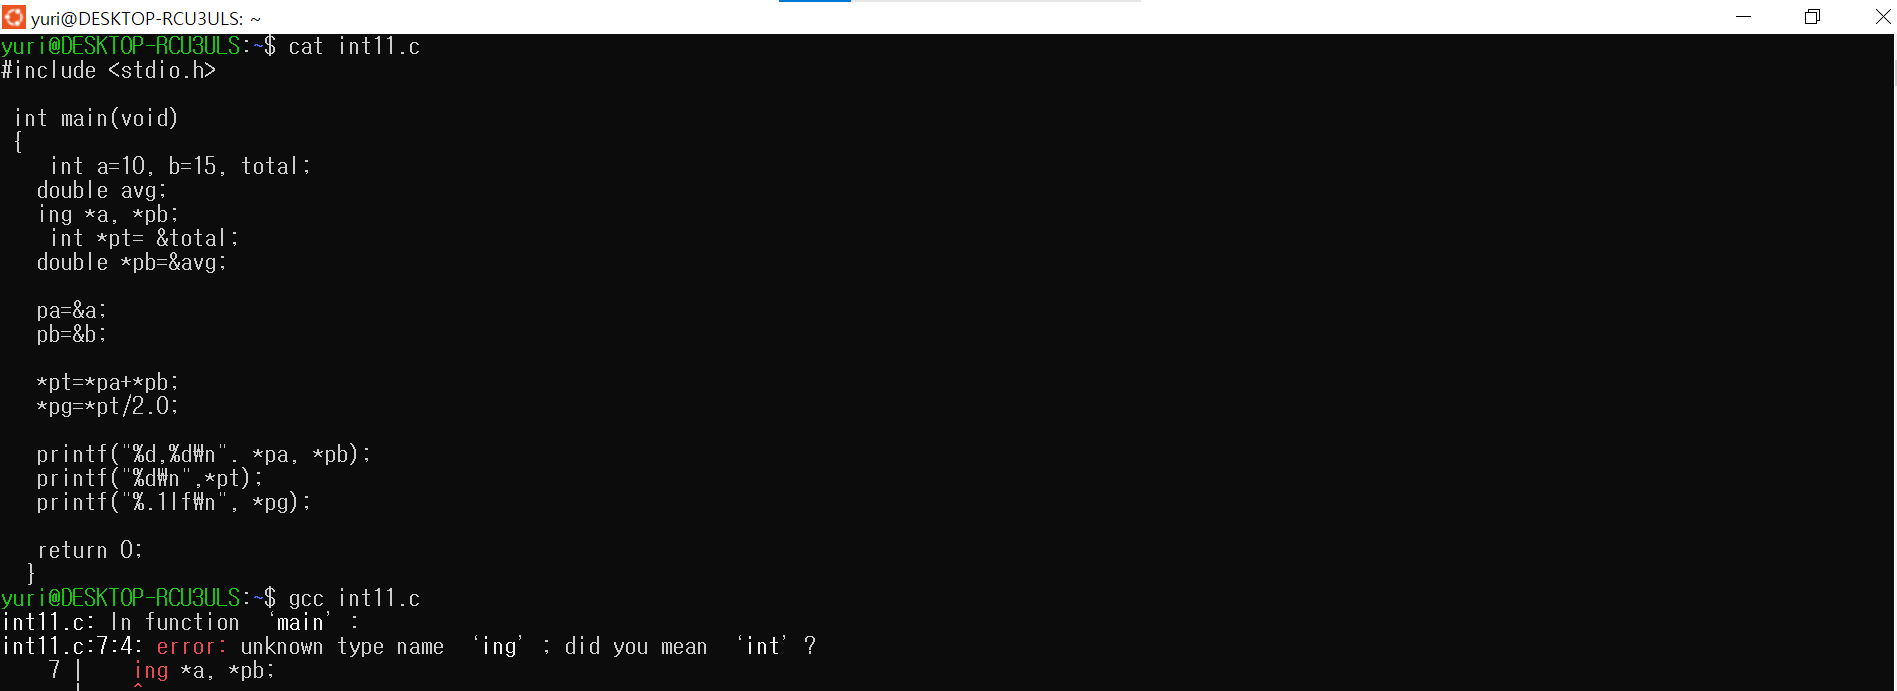 yuri@DESKTOP-RCU3ULS: ~
yuri@DESKTOP-RCU3ULS:~$ cat int11.c
#include <stdio.h>
int main(void)
{
int a=10, b=15, total;
double avg;
ing *a, *pb;
int *pt= &total;
double *pb=&avg;
pa=&a;
pb=&b;
*pt=*pa+*pb;
*pg=*pt/2.0;
printf("%d,%d₩n". *pa, *pb);
printf("%d₩n",*pt);
printf("%.1lf₩n", *pg);
return 0;
}
yuri@DESKTOP-RCU3ULS:~$ gcc int11.c
int11.c: In function ‘main’:
int11.c:7:4: error: unknown type name ‘ing’; did you mean ‘int’?
7 | ing *a, *pb;
| ^